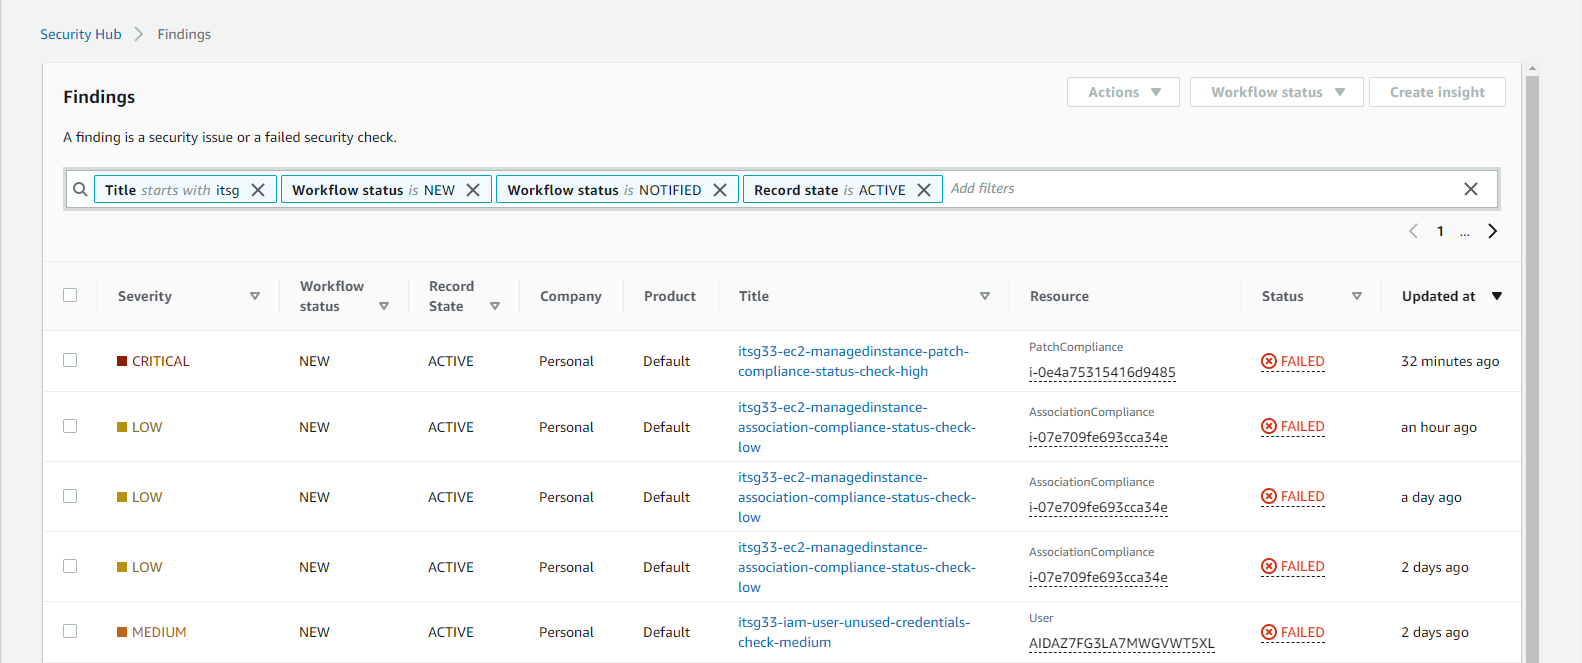 Security Hub > Findings
Findings
Actions
Workflow status
Create insight
A finding is a security issue or a failed security check.
Title starts with itsg
Workflow status is NEW
Workflow status is NOTIFIED
Record state is ACTIVE
Add filters
1 ...
Severity
Workflow
status
Record
State
Company
Product
Title
Resource
Status
Updated at
CRITICAL
NEW
ACTIVE
Personal
Default
itsg33-ec2-managedinstance-patch-
compliance-status-check-high
PatchCompliance
i-0e4a75315416d9485
FAILED
32 minutes ago
LOW
NEW
ACTIVE
Personal
Default
itsg33-ec2-managedinstance-
association-compliance-status-check-
low
AssociationCompliance
i-07e709fe693cca34e
FAILED
an hour ago
LOW
NEW
ACTIVE
Personal
Default
itsg33-ec2-managedinstance-
association-compliance-status-check-
low
AssociationCompliance
i-07e709fe693cca34e
FAILED
a day ago
LOW
NEW
ACTIVE
Personal
Default
itsg33-ec2-managedinstance-
association-compliance-status-check-
low
AssociationCompliance
i-07e709fe693cca34e
FAILED
2 days ago
MEDIUM
NEW
ACTIVE
Personal
Default
itsg33-iam-user-unused-credentials-
check-medium
User
AIDAZ7FG3LA7MWGVWT5XL
FAILED
2 days ago